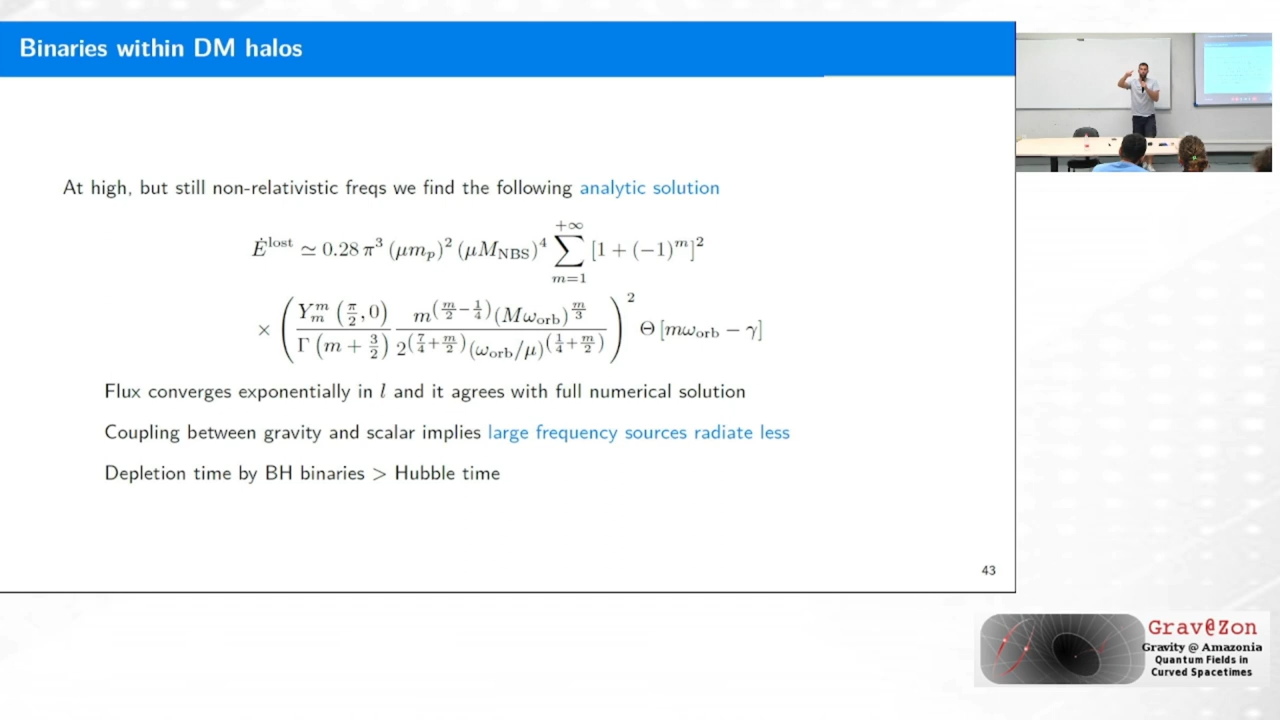 Binaries within DM halos
At high, but still non-relativistic freqs we find the following analytic solution
Ė^lost ≃ 0.28 π³ (μm_p)² (μM_NBS)⁴ ∑_{m=1}^{+∞} [1 + (−1)^m]²
× ( Y_m^m (π/2, 0) / Γ (m + 3/2) · m^(m/2 − 1/4) (Mω_orb)^{m/3} / 2^(7/4 + m/2) (ω_orb/μ)^(1/4 + m/2) )² Θ [mω_orb − γ]
Flux converges exponentially in l and it agrees with full numerical solution
Coupling between gravity and scalar implies large frequency sources radiate less
Depletion time by BH binaries > Hubble time
43
Grav@Zon
Gravity @ Amazonia
Quantum Fields in
Curved Spacetimes